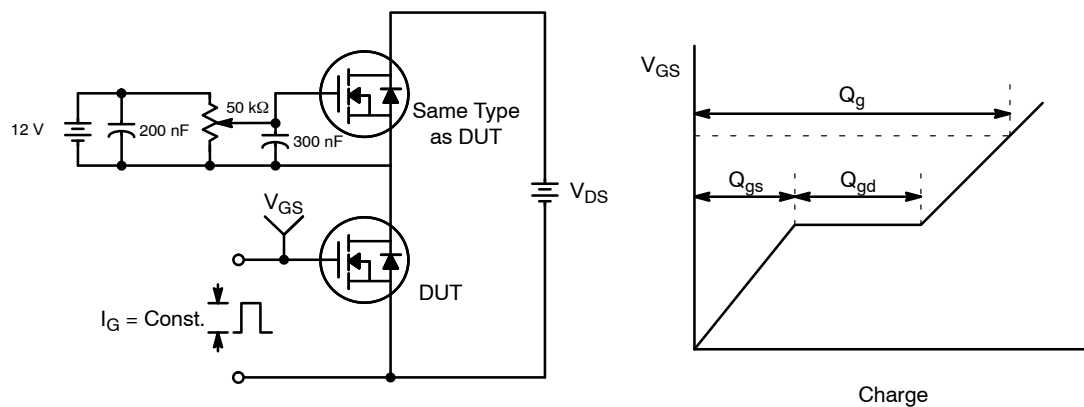 12 V
200 nF
50 kΩ
300 nF
Same Type
as DUT
V_DS
V_GS
DUT
I_G = Const.
V_GS
Q_g
Q_gs
Q_gd
Charge